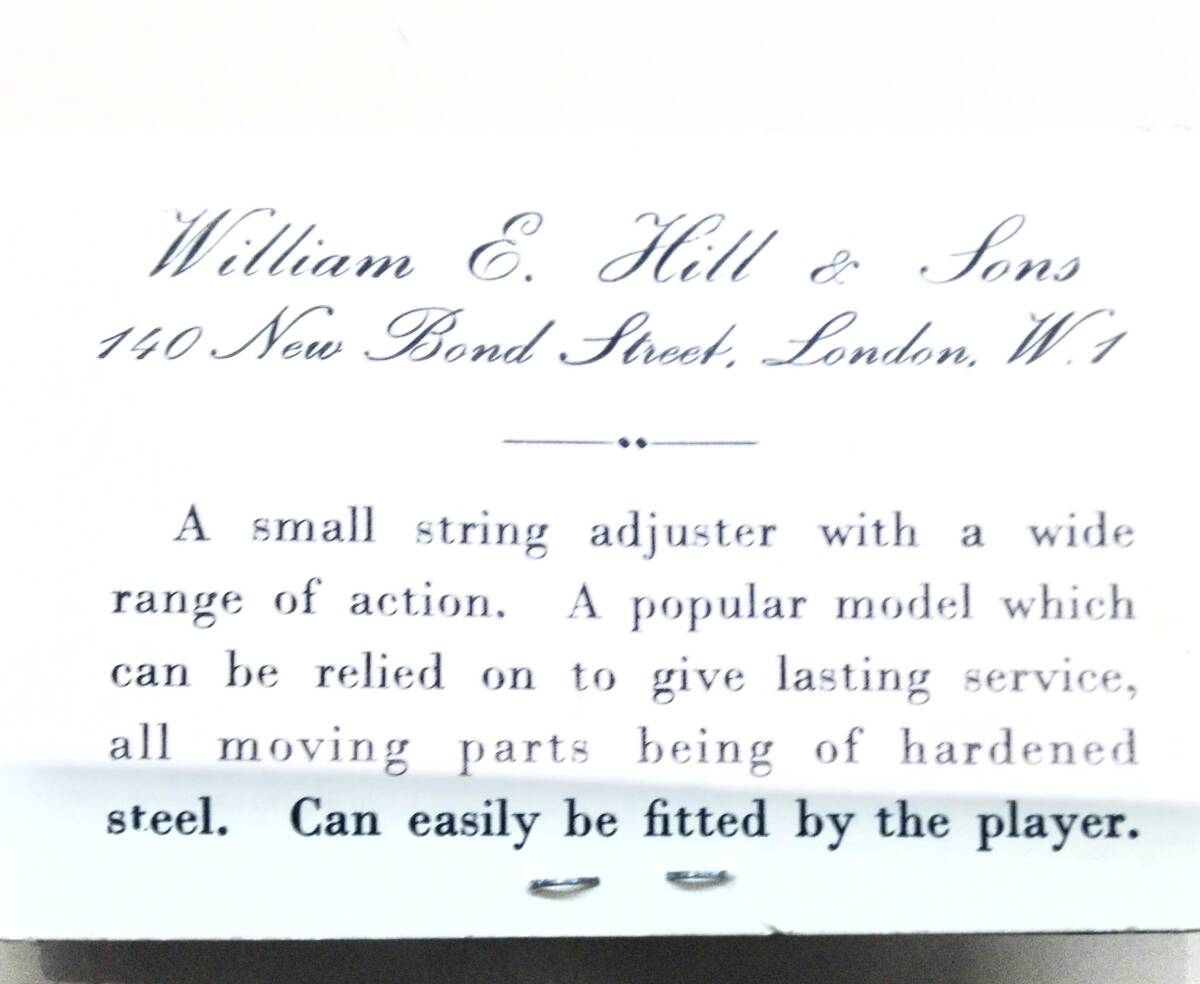 William E. Hill & Sons
140 New Bond Street, London, W.1
A small string adjuster with a wide
range of action. A popular model which
can be relied on to give lasting service,
all moving parts being of hardened
steel. Can easily be fitted by the player.